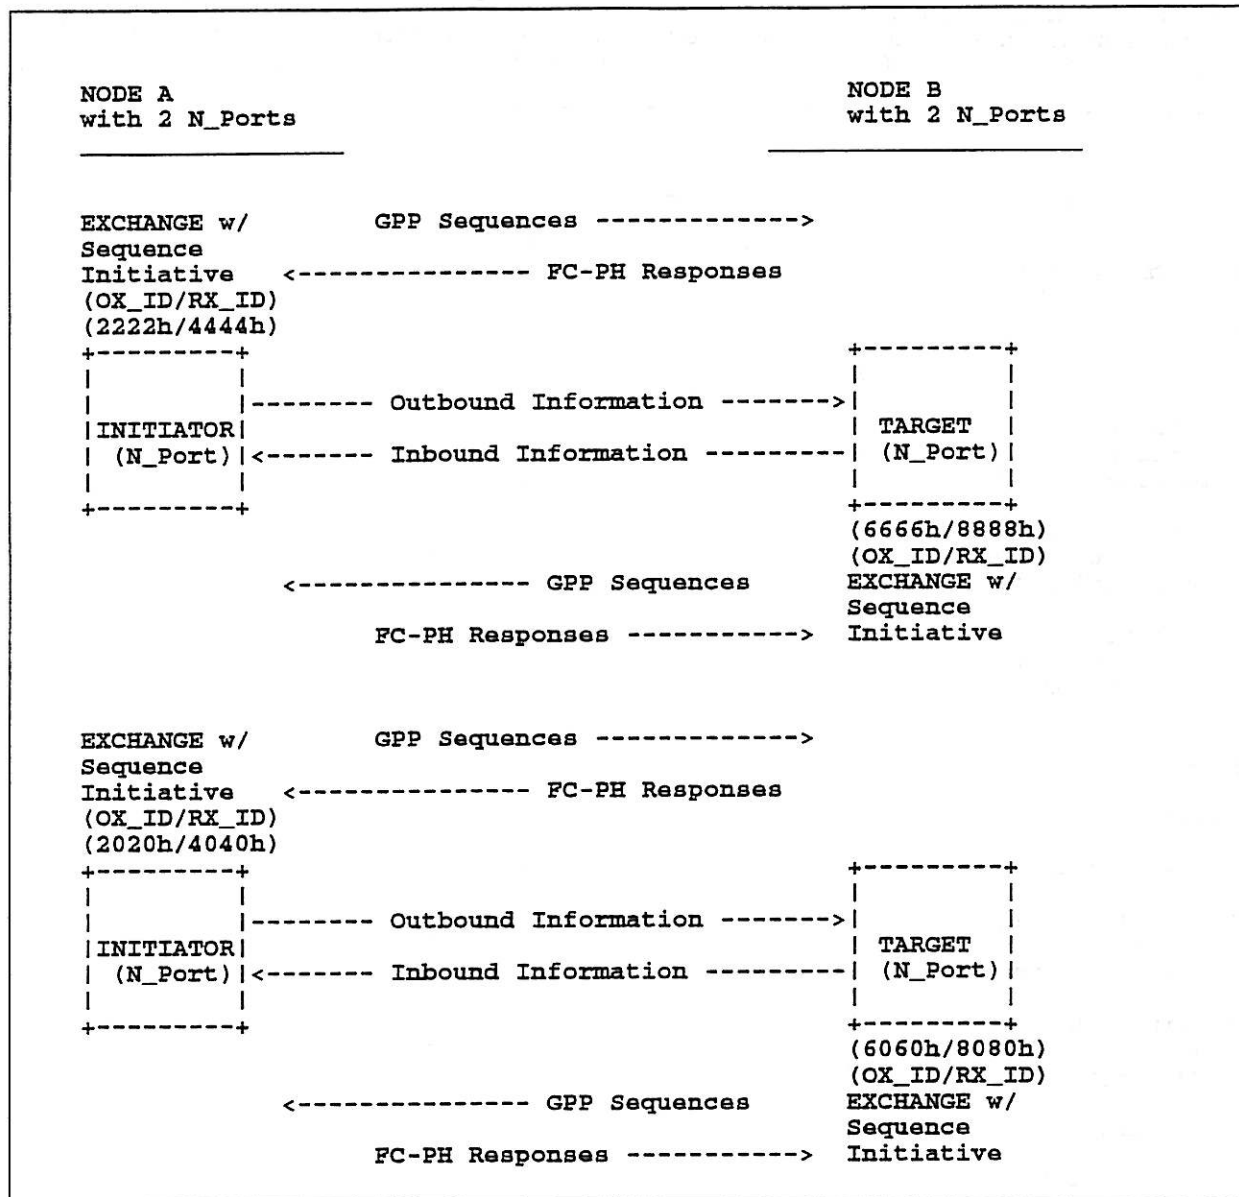 NODE A                                NODE B
with 2 N_Ports                        with 2 N_Ports
EXCHANGE w/        GPP Sequences ------------->
Sequence
Initiative   <--------------- FC-PH Responses
(OX_ID/RX_ID)
(2222h/4444h)
+---------+                                      +---------+
|         |                                      |         |
|         |-------- Outbound Information ------->|         |
|INITIATOR|                                      | TARGET  |
| (N_Port)|<------- Inbound Information ---------| (N_Port)|
|         |                                      |         |
+---------+                                      +---------+
(6666h/8888h)
(OX_ID/RX_ID)
<--------------- GPP Sequences      EXCHANGE w/
Sequence
FC-PH Responses ----------->  Initiative
EXCHANGE w/        GPP Sequences ------------->
Sequence
Initiative   <--------------- FC-PH Responses
(OX_ID/RX_ID)
(2020h/4040h)
+---------+                                      +---------+
|         |                                      |         |
|         |-------- Outbound Information ------->|         |
|INITIATOR|                                      | TARGET  |
| (N_Port)|<------- Inbound Information ---------| (N_Port)|
|         |                                      |         |
+---------+                                      +---------+
(6060h/8080h)
(OX_ID/RX_ID)
<--------------- GPP Sequences      EXCHANGE w/
Sequence
FC-PH Responses ----------->  Initiative